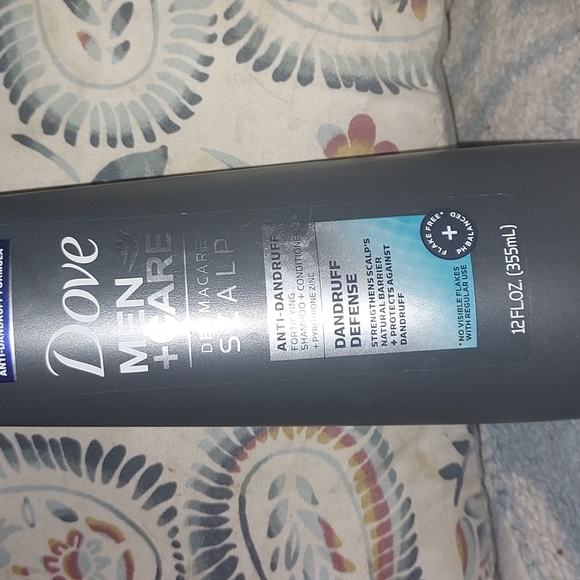 ANTI-DANDRUFF FORMULA
Dove
MEN
+CARE
DERMACARE
SCALP
ANTI-DANDRUFF
FORTIFYING
SHAMPOO + CONDITIONER
+ PYRITHIONE ZINC
DANDRUFF
DEFENSE
STRENGTHENS SCALP'S
NATURAL BARRIER
+ PROTECTS AGAINST
DANDRUFF
FLAKE FREE*
+
PH BALANCED
*NO VISIBLE FLAKES
WITH REGULAR USE
12 FL OZ (355mL)